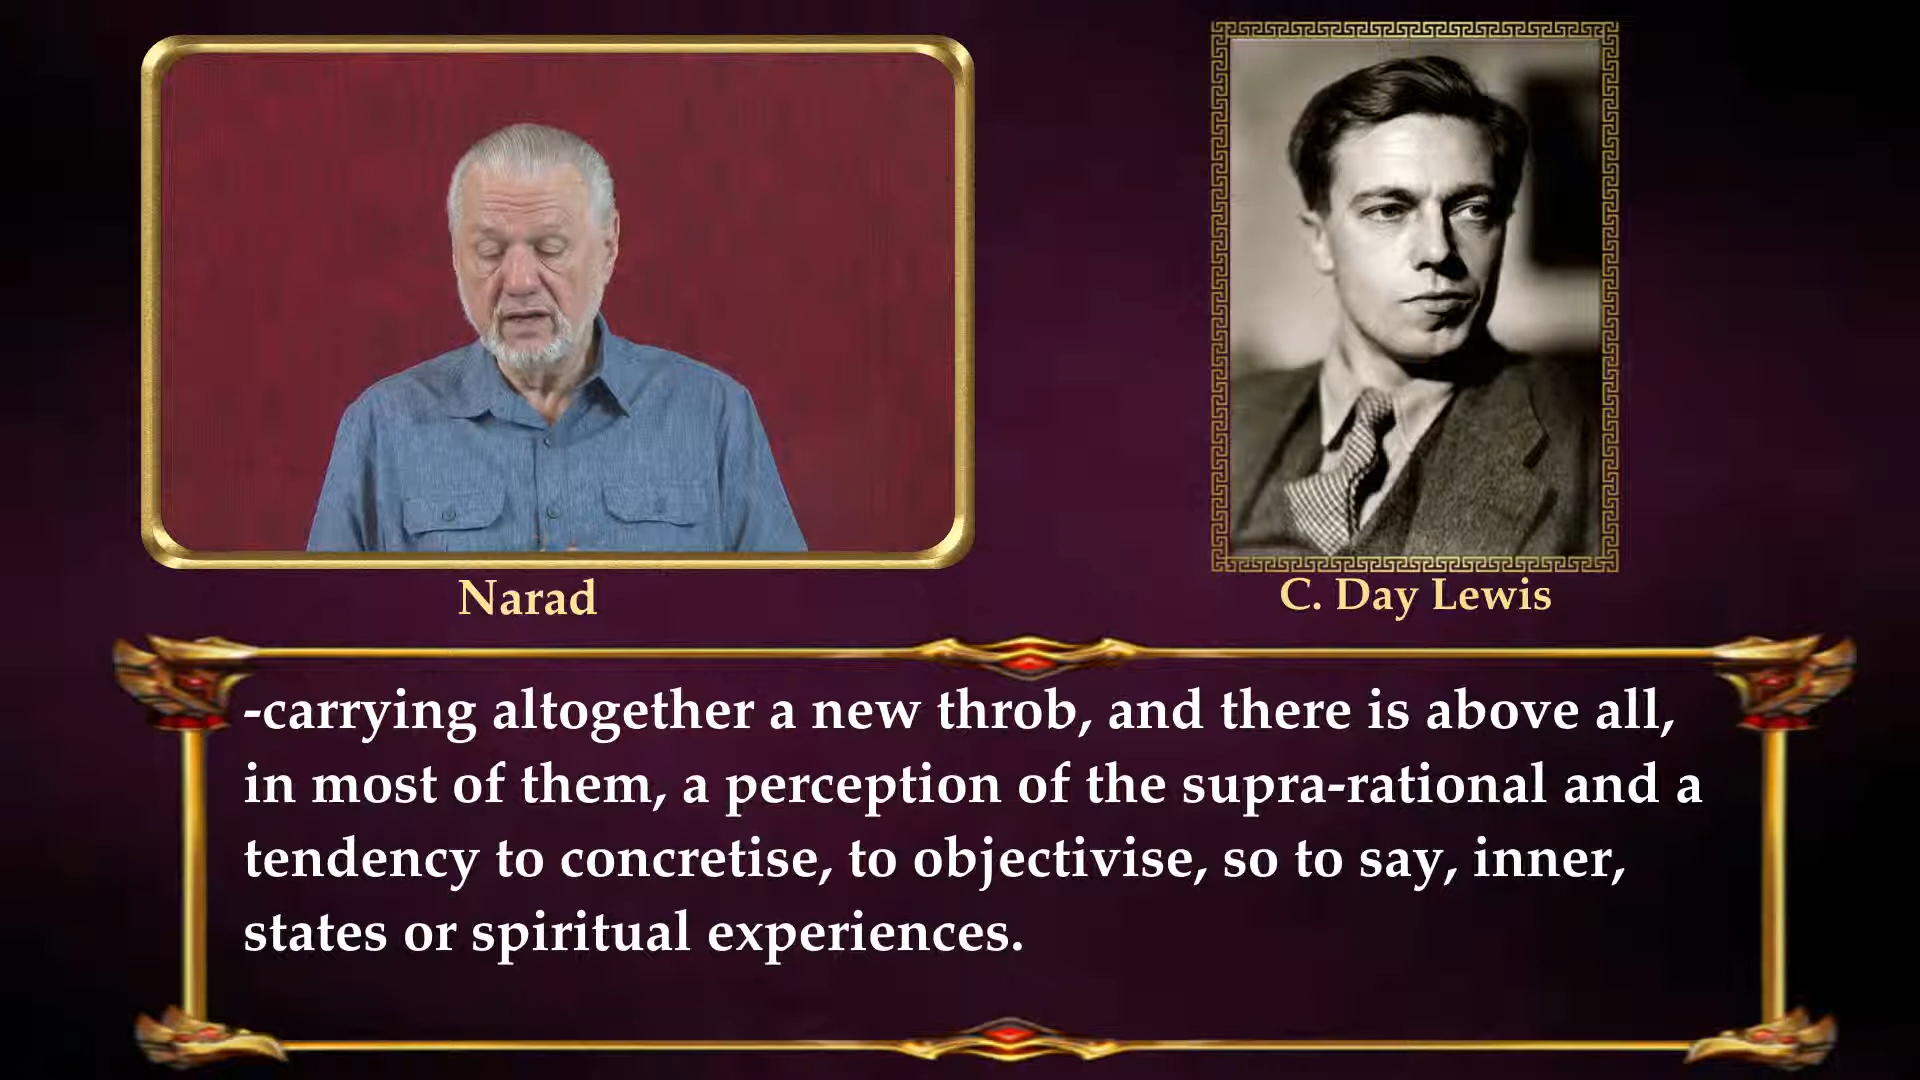 Narad
C. Day Lewis
-carrying altogether a new throb, and there is above all,
in most of them, a perception of the supra-rational and a
tendency to concretise, to objectivise, so to say, inner,
states or spiritual experiences.